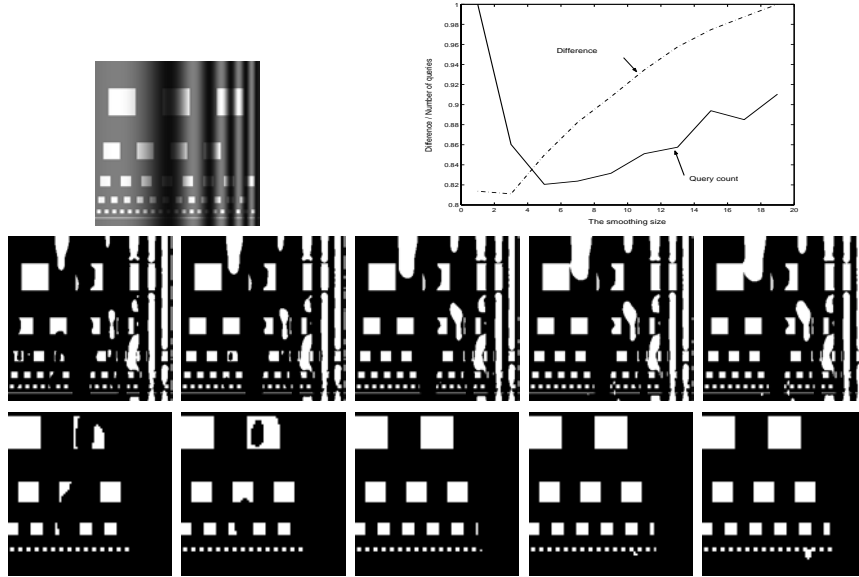 1
0.98
0.96
0.94
0.92
0.9
0.88
0.86
0.84
0.82
0.8
Difference / Number of queries
Difference
Query count
0 2 4 6 8 10 12 14 16 18 20
The smoothing size